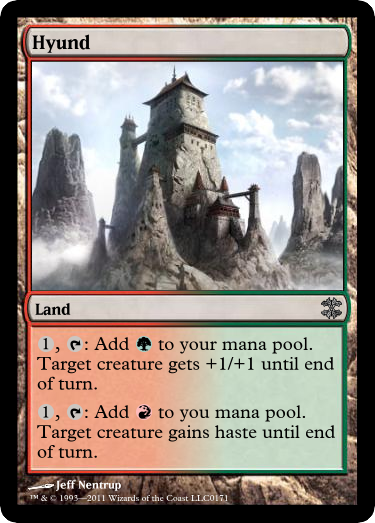 Hyund
Land
1, : Add to your mana pool.
Target creature gets +1/+1 until end
of turn.
1, : Add to you mana pool.
Target creature gains haste until end
of turn.
Jeff Nentrup
™ & © 1993—2011 Wizards of the Coast LLC0171